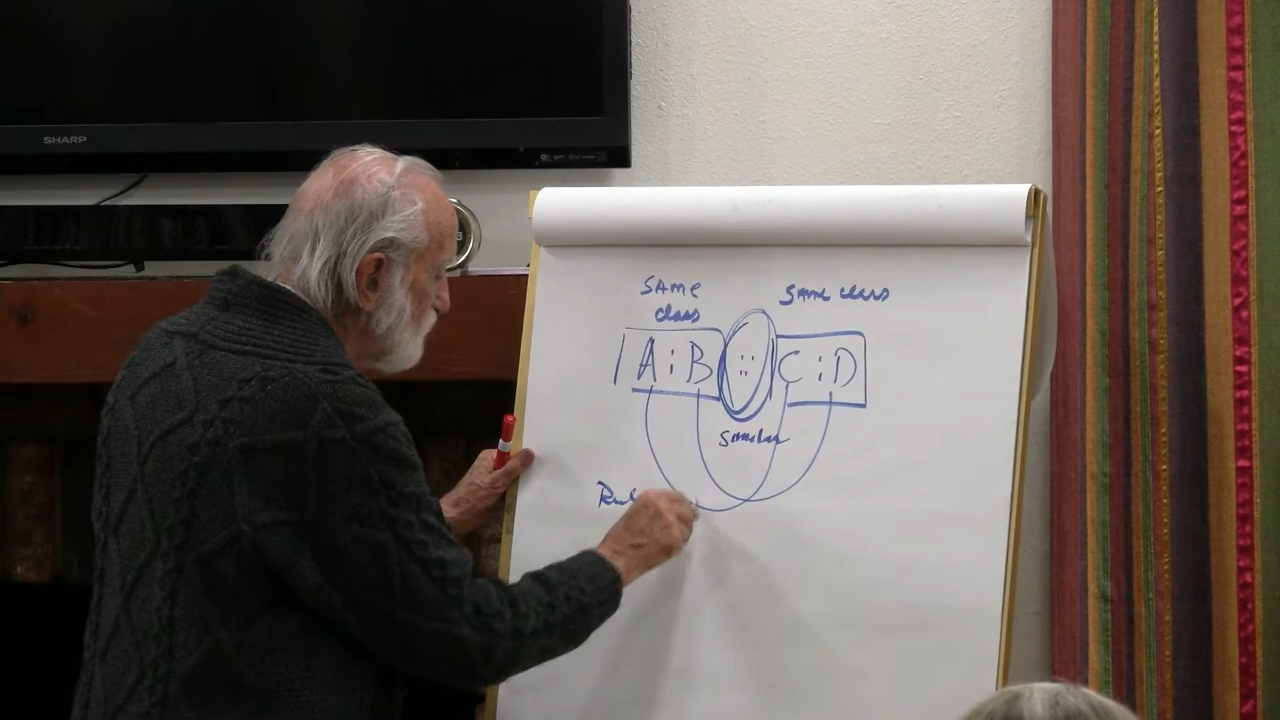 SHARP
SAME
class
SAME class
A : B :: C : D
Similar